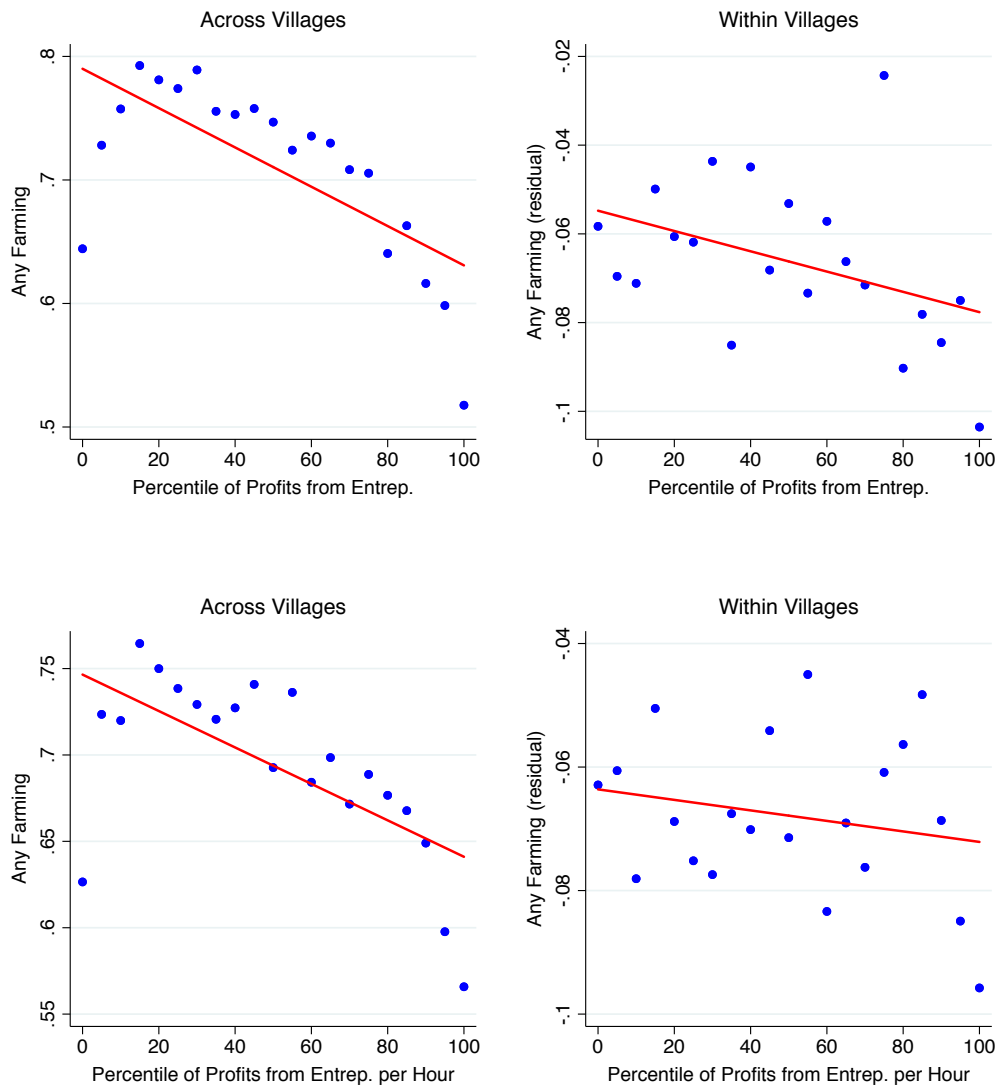 Across Villages
Any Farming
.8
.7
.6
.5
0 20 40 60 80 100
Percentile of Profits from Entrep.
Within Villages
Any Farming (residual)
-.02
-.04
-.06
-.08
-.1
0 20 40 60 80 100
Percentile of Profits from Entrep.
Across Villages
Any Farming
.75
.7
.65
.6
.55
0 20 40 60 80 100
Percentile of Profits from Entrep. per Hour
Within Villages
Any Farming (residual)
-.04
-.06
-.08
-.1
0 20 40 60 80 100
Percentile of Profits from Entrep. per Hour